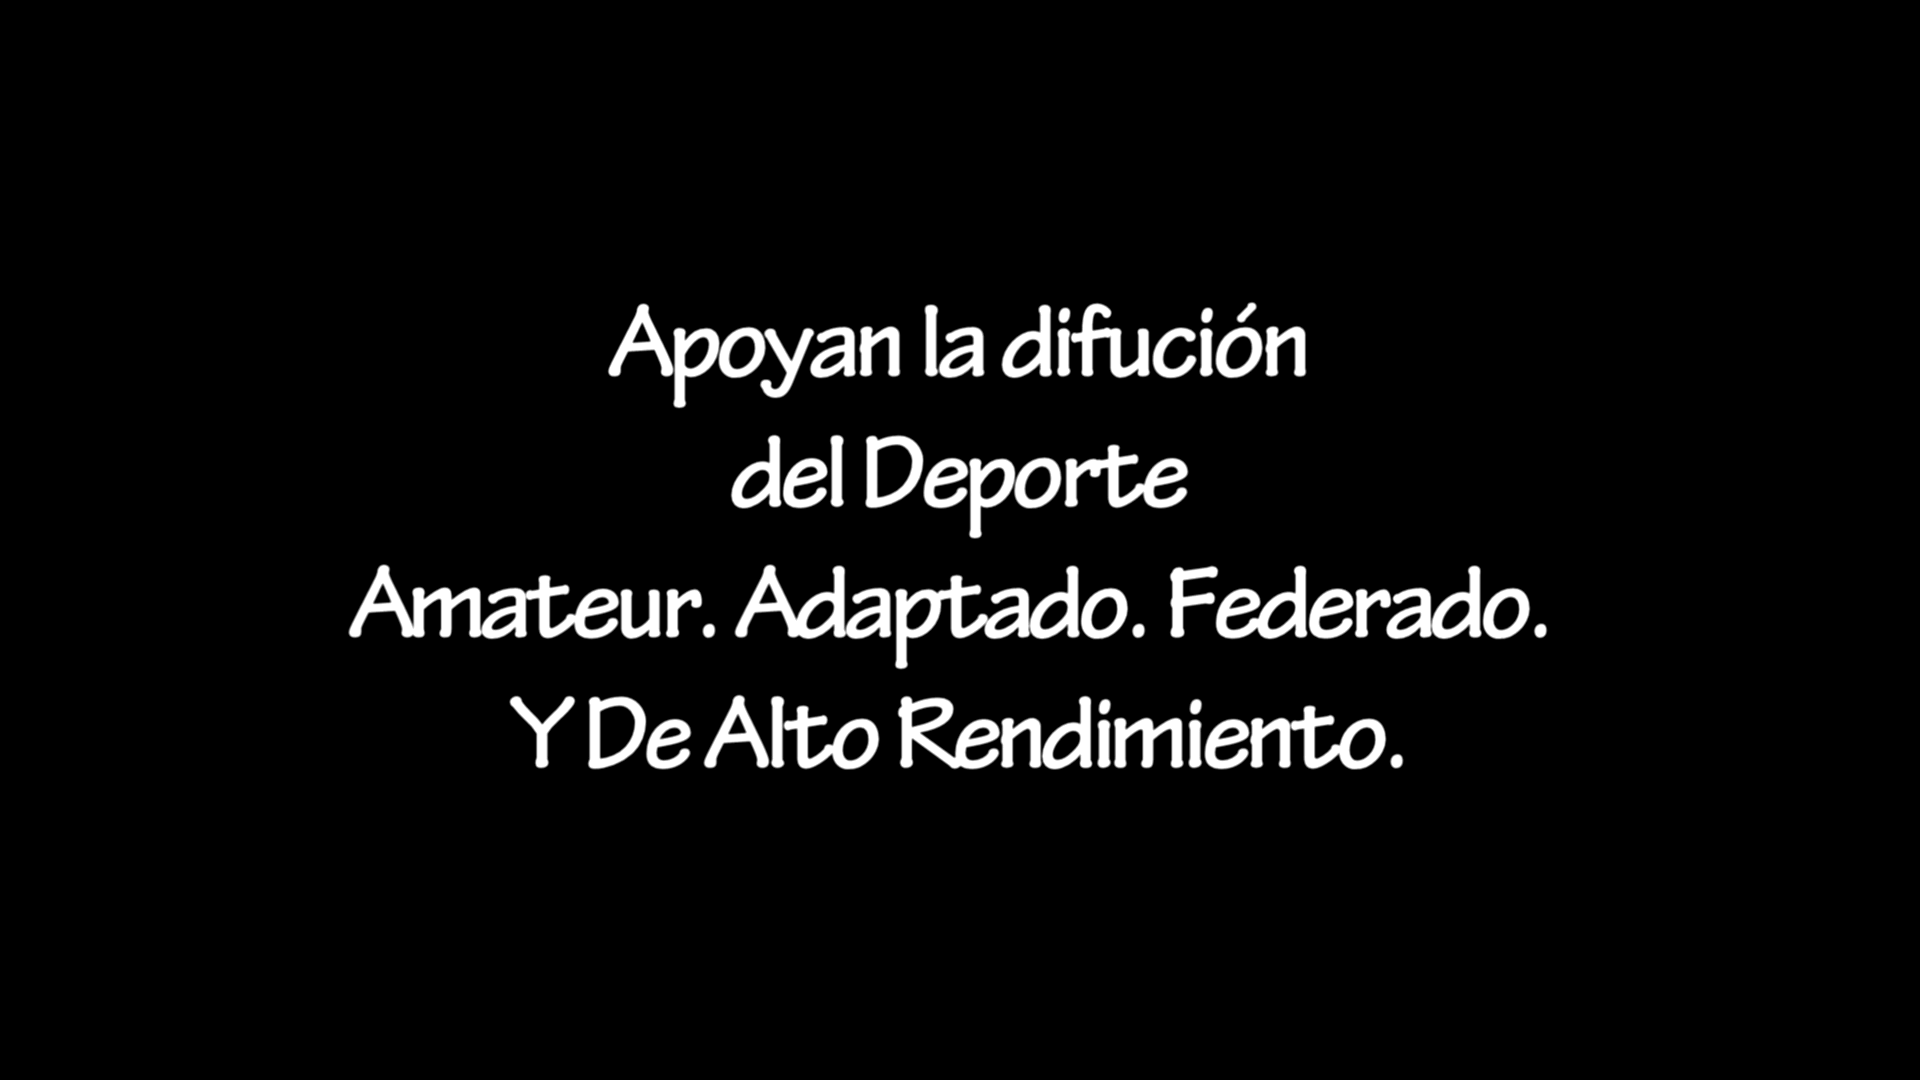 Apoyan la difución
del Deporte
Amateur. Adaptado. Federado.
Y De Alto Rendimiento.